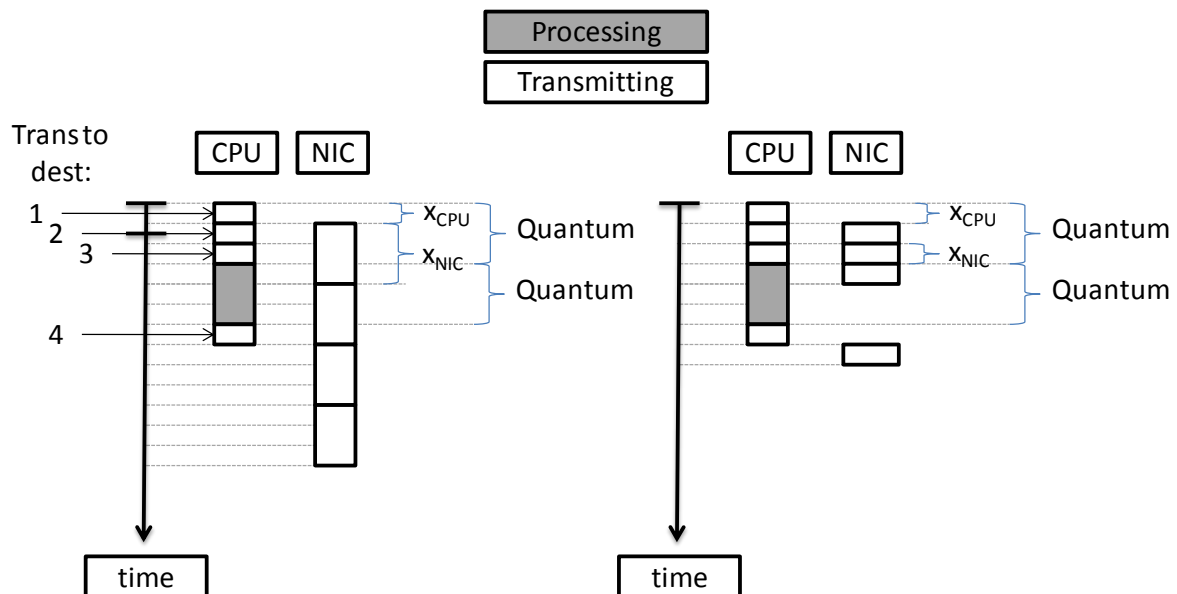 Processing
Transmitting
Trans to
dest:
CPU
NIC
1
2
3
4
xCPU
xNIC
Quantum
Quantum
time
CPU
NIC
xCPU
xNIC
Quantum
Quantum
time